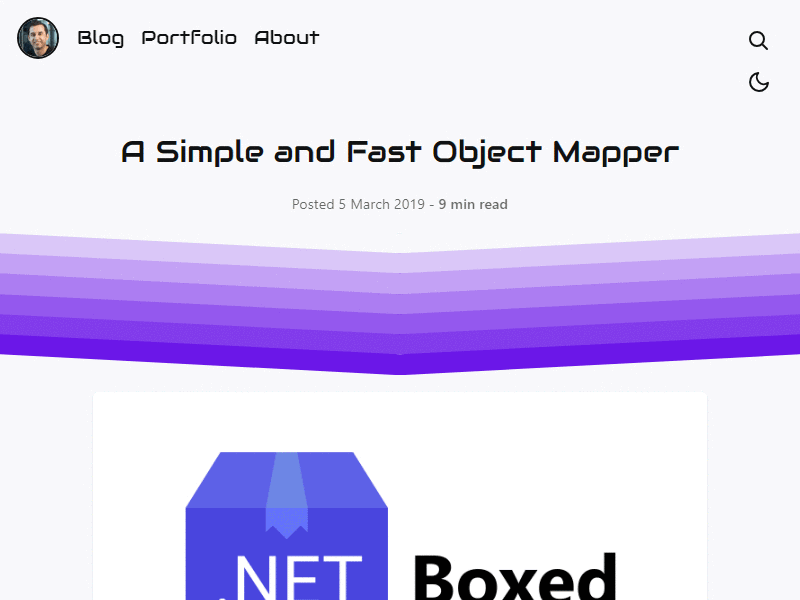 Blog Portfolio About
A Simple and Fast Object Mapper
Posted 5 March 2019 - 9 min read
.NET Boxed